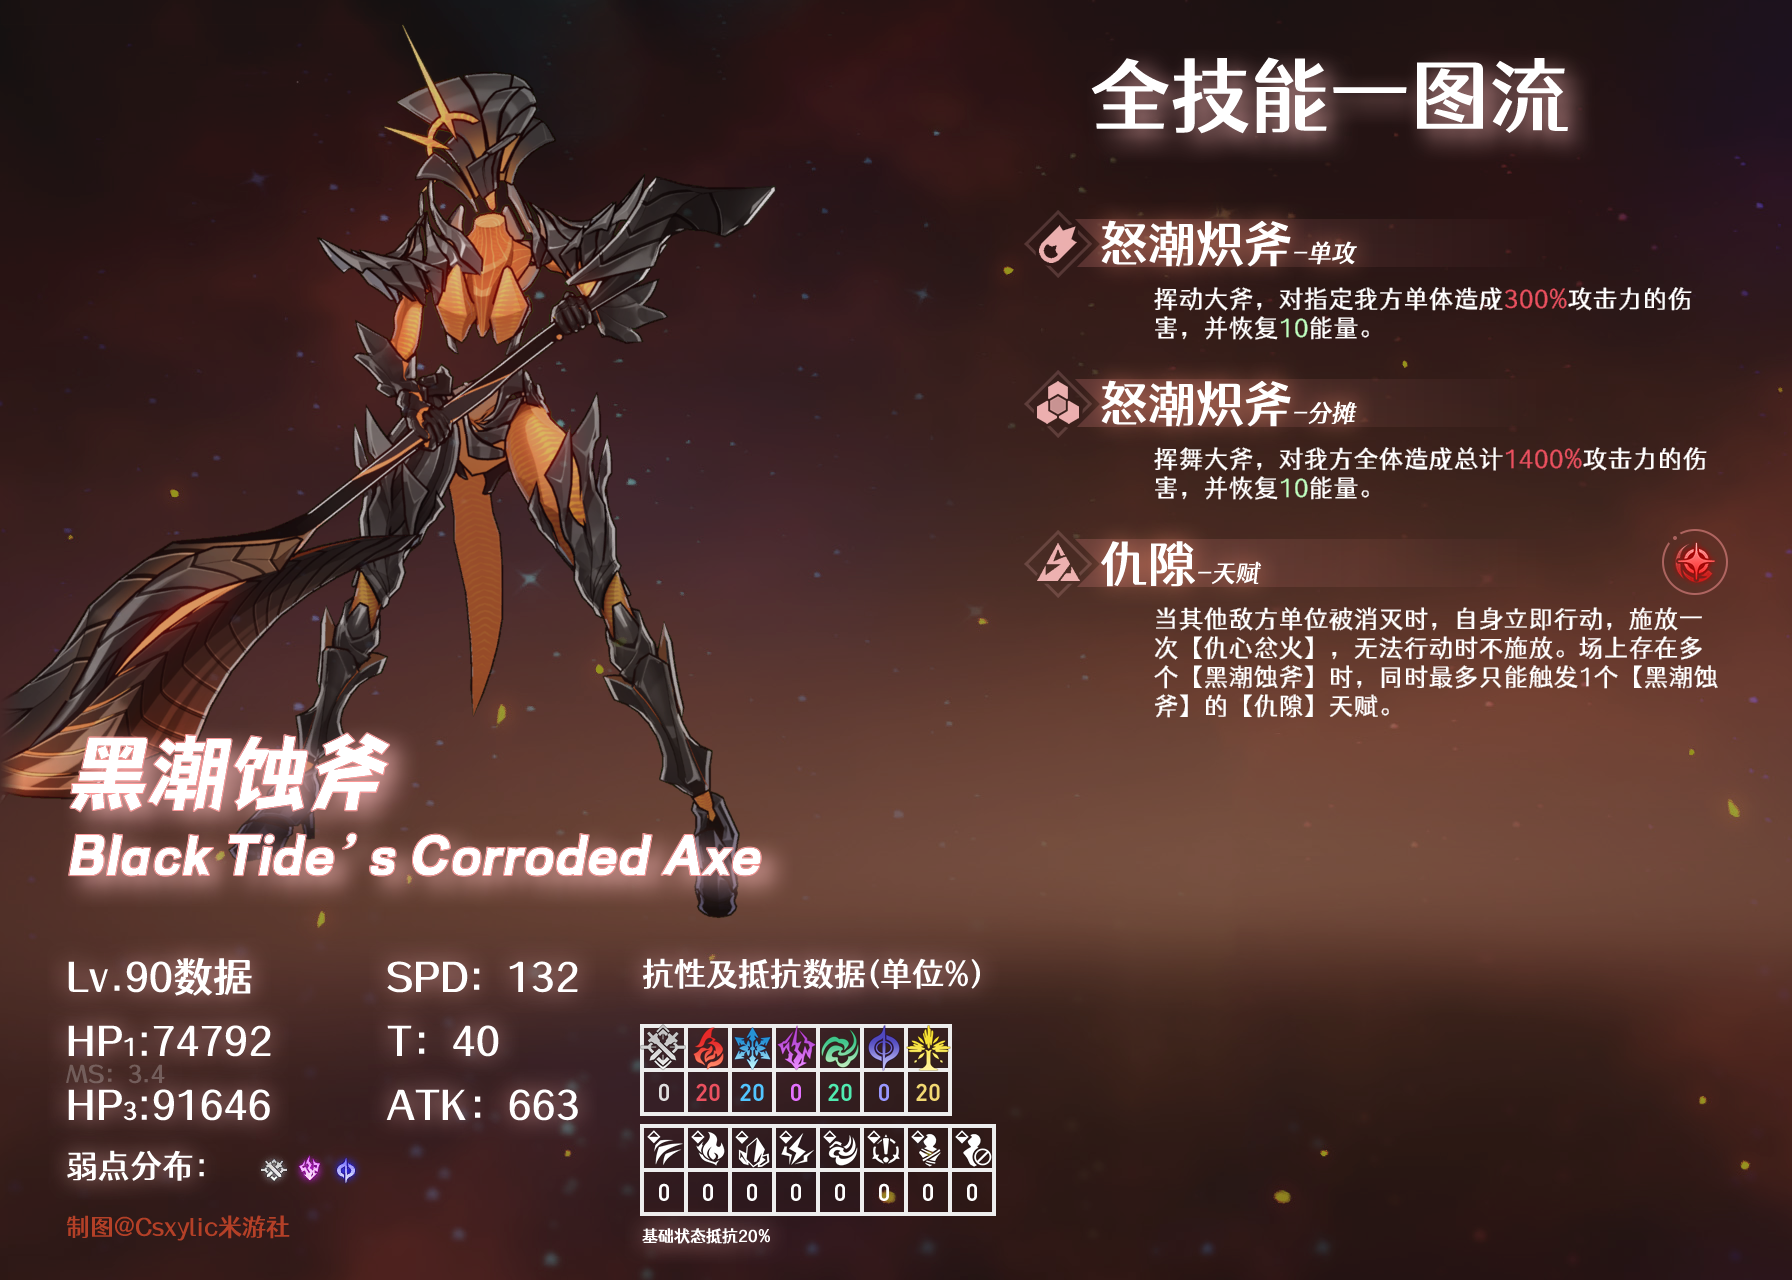 全技能一图流
怒潮炽斧-单攻
挥动大斧，对指定我方单体造成300%攻击力的伤
害，并恢复10能量。
怒潮炽斧-分摊
挥舞大斧，对我方全体造成总计1400%攻击力的伤
害，并恢复10能量。
仇隙-天赋
当其他敌方单位被消灭时，自身立即行动，施放一
次【仇心忿火】，无法行动时不施放。场上存在多
个【黑潮蚀斧】时，同时最多只能触发1个【黑潮蚀
斧】的【仇隙】天赋。
黑潮蚀斧
Black Tide’s Corroded Axe
Lv.90数据
SPD：132
HP1:74792
T：40
MS：3.4
HP3:91646
ATK：663
弱点分布：
制图@Csxylic米游社
抗性及抵抗数据(单位%)
0 20 20 0 20 0 20
0 0 0 0 0 0 0 0
基础状态抵抗20%